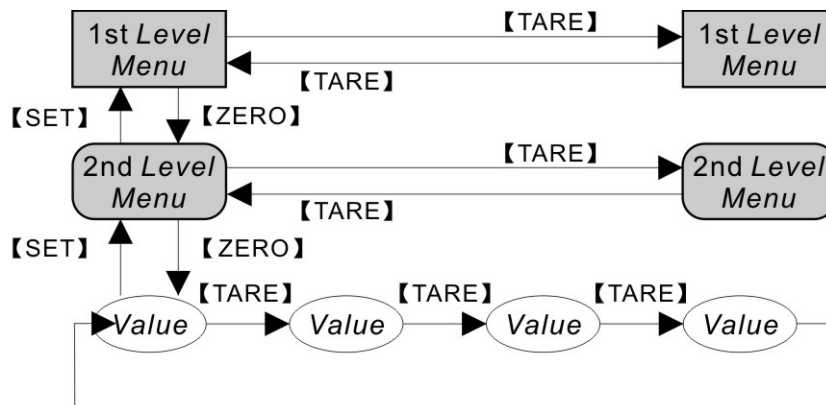 【TARE】
1st Level
Menu
1st Level
Menu
【TARE】
【SET】
【ZERO】
【TARE】
2nd Level
Menu
2nd Level
Menu
【TARE】
【SET】
【ZERO】
【TARE】
【TARE】
【TARE】
Value
Value
Value
Value